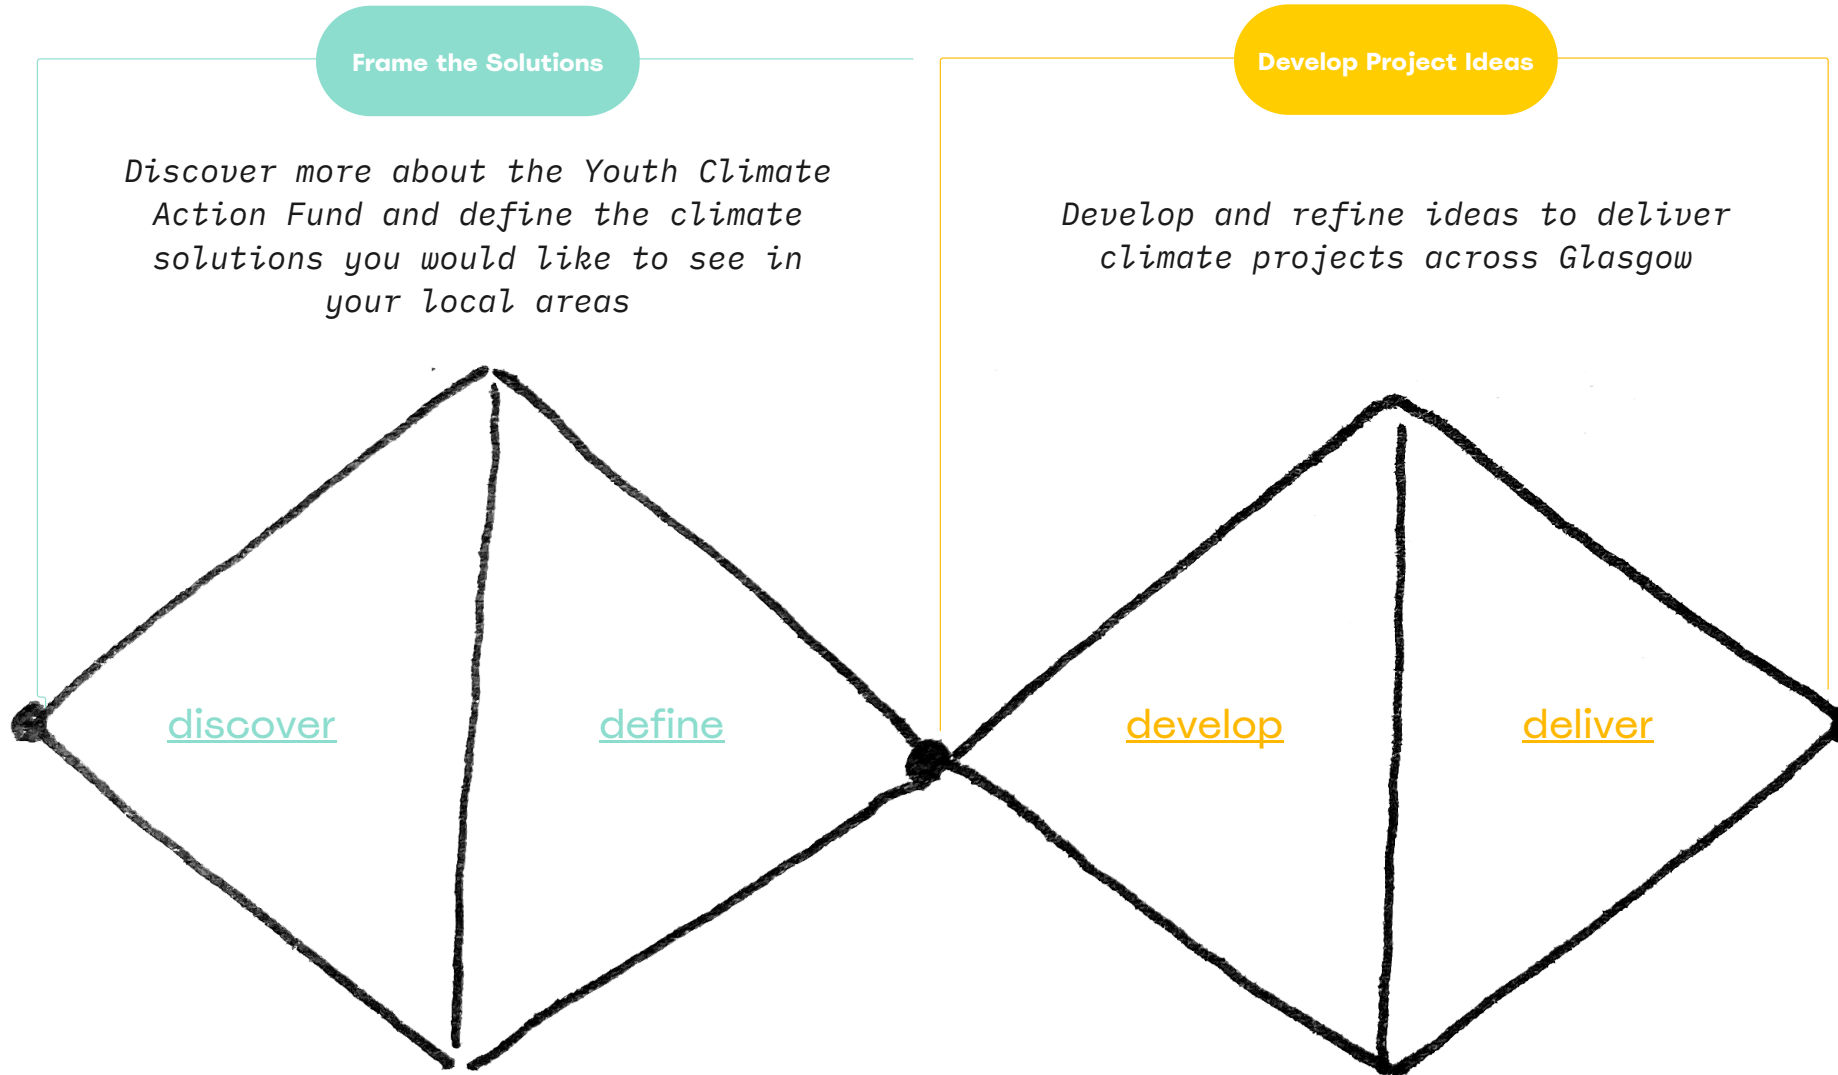 Frame the Solutions
Develop Project Ideas
Discover more about the Youth Climate
Action Fund and define the climate
solutions you would like to see in
your local areas
Develop and refine ideas to deliver
climate projects across Glasgow
discover
define
develop
deliver